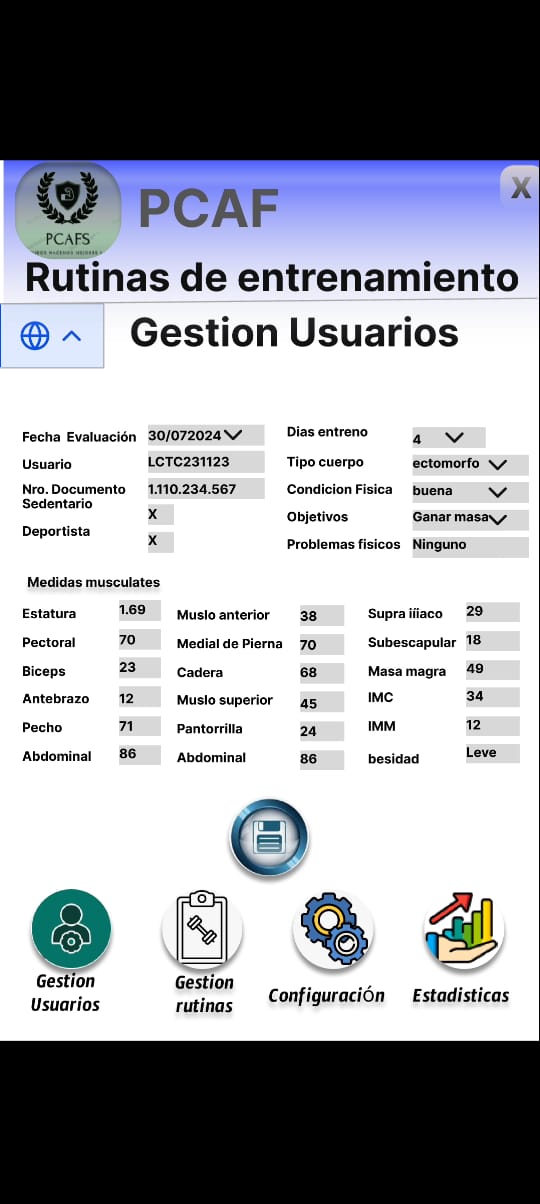 PCAFS
PCAF
X
Rutinas de entrenamiento
Gestion Usuarios
Fecha Evaluación 30/072024
Usuario LCTC231123
Nro. Documento 1.110.234.567
Sedentario X
Deportista X
Dias entreno 4
Tipo cuerpo ectomorfo
Condicion Fisica buena
Objetivos Ganar masa
Problemas fisicos Ninguno
Medidas musculates
Estatura 1.69
Pectoral 70
Biceps 23
Antebrazo 12
Pecho 71
Abdominal 86
Muslo anterior 38
Medial de Pierna 70
Cadera 68
Muslo superior 45
Pantorrilla 24
Abdominal 86
Supra iíiaco 29
Subescapular 18
Masa magra 49
IMC 34
IMM 12
besidad Leve
Gestion
Usuarios
Gestion
rutinas
Configuración
Estadisticas